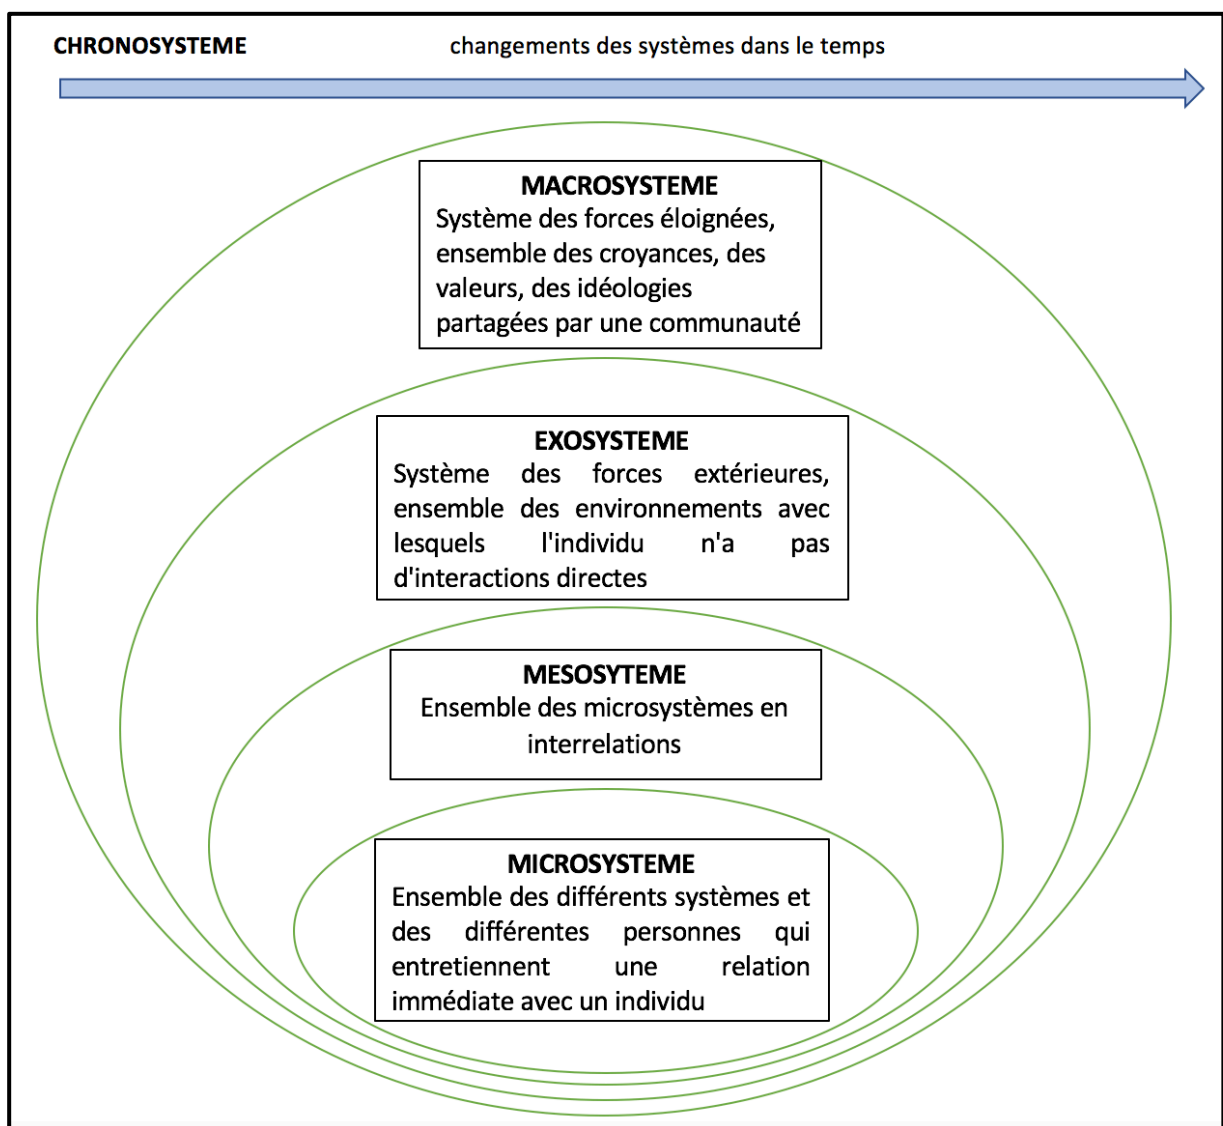 CHRONOSYSTEME changements des systèmes dans le temps
MACROSYSTEME
Système des forces éloignées,
ensemble des croyances, des
valeurs, des idéologies
partagées par une communauté
EXOSYSTEME
Système des forces extérieures,
ensemble des environnements avec
lesquels l'individu n'a pas
d'interactions directes
MESOSYTEME
Ensemble des microsystèmes en
interrelations
MICROSYSTEME
Ensemble des différents systèmes et
des différentes personnes qui
entretiennent une relation
immédiate avec un individu